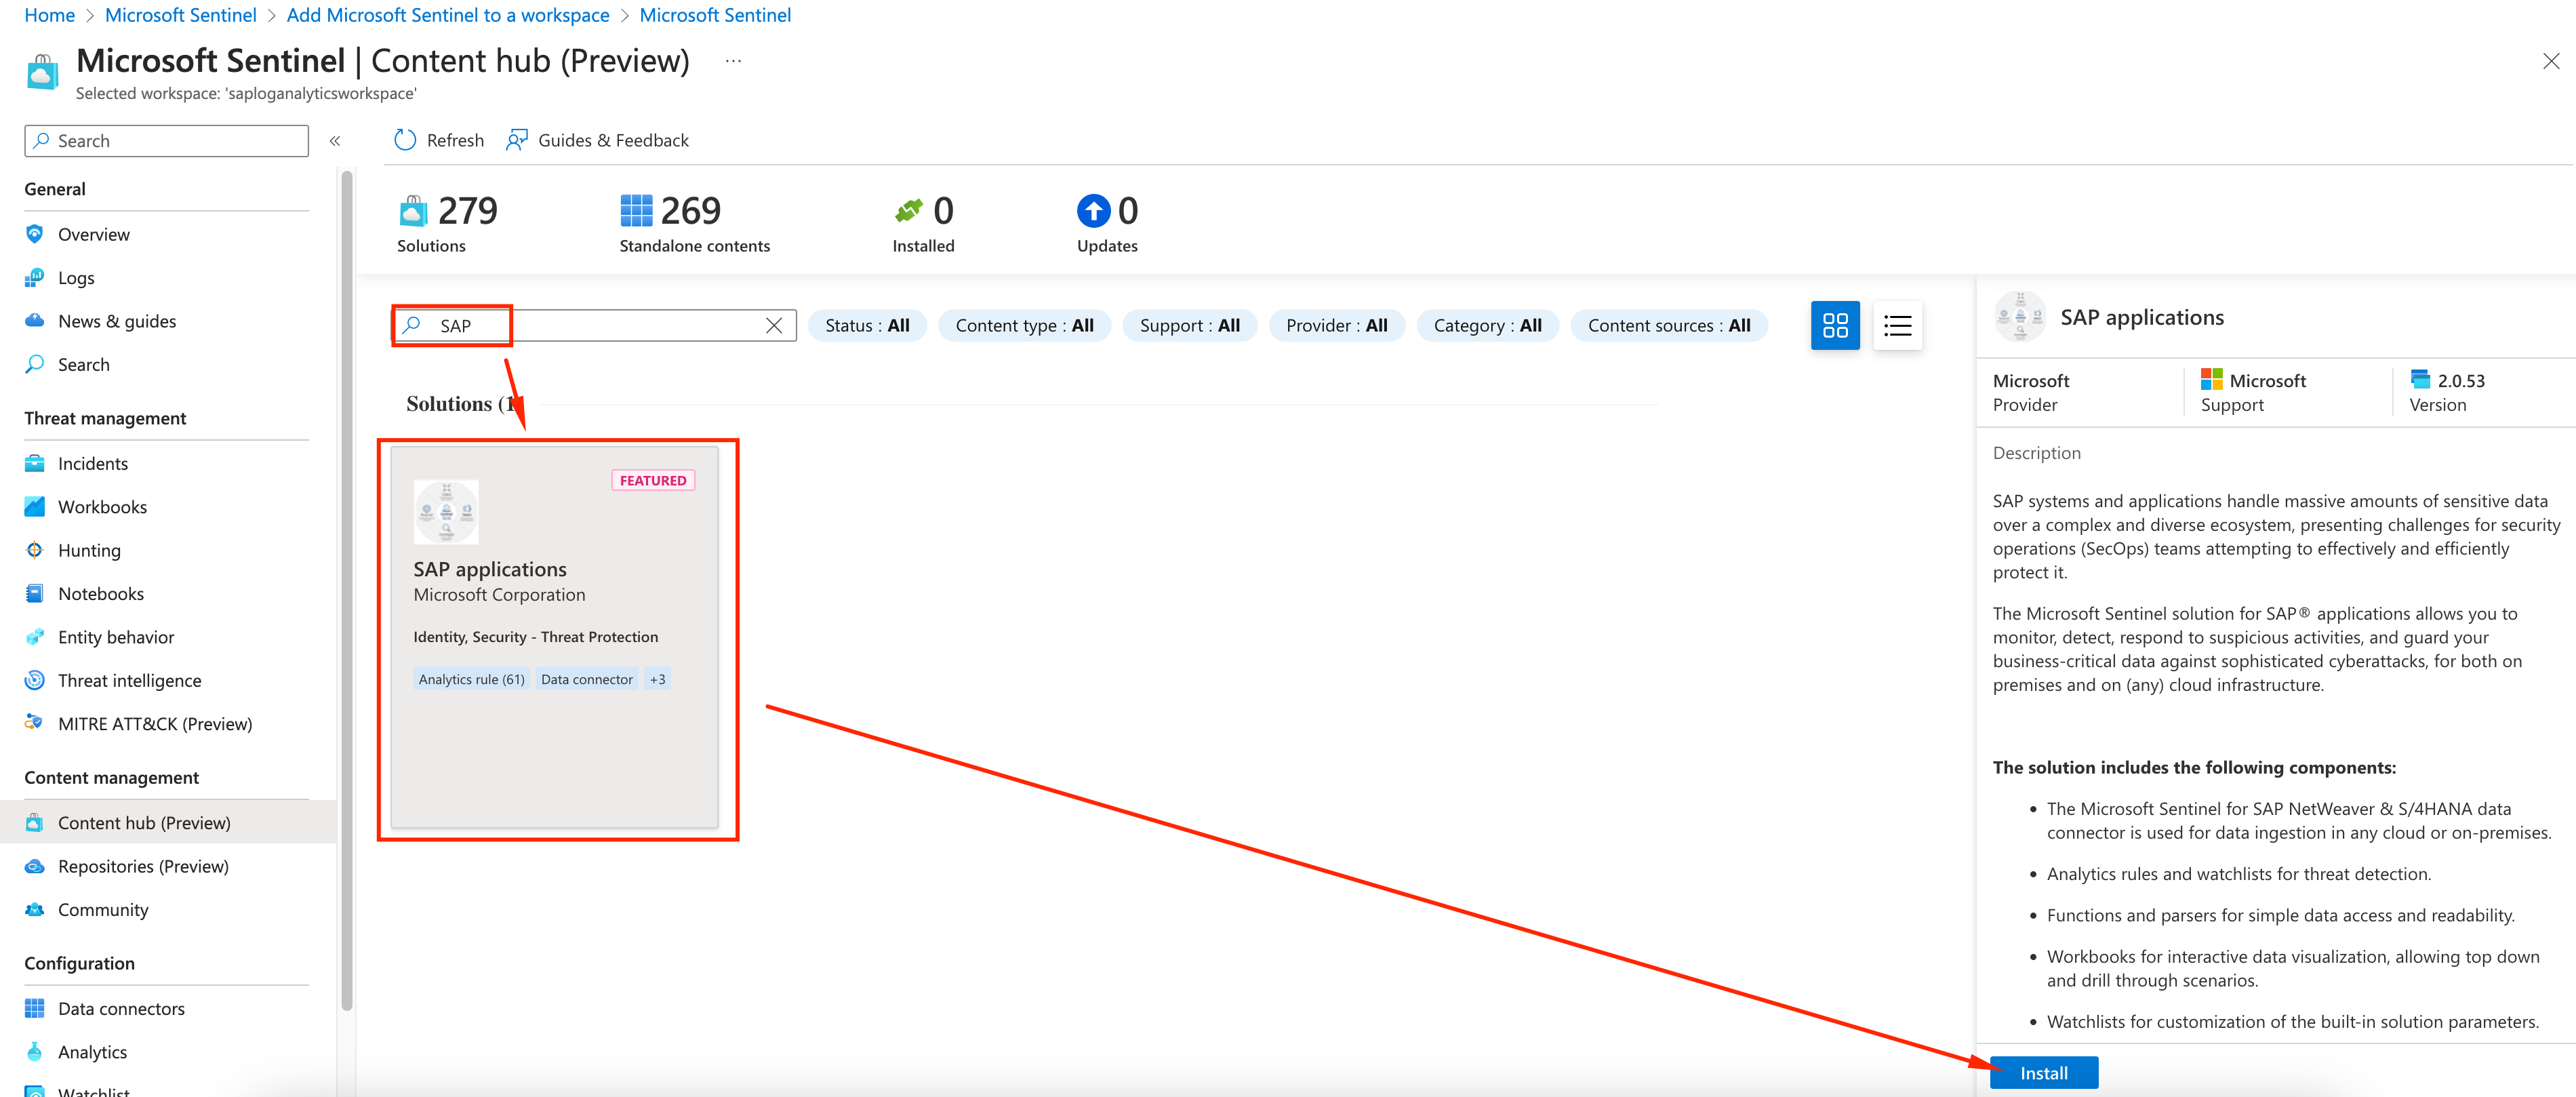 Home > Microsoft Sentinel > Add Microsoft Sentinel to a workspace > Microsoft Sentinel
Microsoft Sentinel | Content hub (Preview) ...
Selected workspace: 'saploganalyticsworkspace'
Search «
General
Overview
Logs
News & guides
Search
Threat management
Incidents
Workbooks
Hunting
Notebooks
Entity behavior
Threat intelligence
MITRE ATT&CK (Preview)
Content management
Content hub (Preview)
Repositories (Preview)
Community
Configuration
Data connectors
Analytics
Watchlist
Refresh Guides & Feedback
279 269 0 0
Solutions Standalone contents Installed Updates
SAP Status : All Content type : All Support : All Provider : All Category : All Content sources : All
Solutions (1
FEATURED
SAP applications
Microsoft Corporation
Identity, Security - Threat Protection
Analytics rule (61) Data connector +3
SAP applications
Microsoft Microsoft 2.0.53
Provider Support Version
Description
SAP systems and applications handle massive amounts of sensitive data
over a complex and diverse ecosystem, presenting challenges for security
operations (SecOps) teams attempting to effectively and efficiently
protect it.
The Microsoft Sentinel solution for SAP® applications allows you to
monitor, detect, respond to suspicious activities, and guard your
business-critical data against sophisticated cyberattacks, for both on
premises and on (any) cloud infrastructure.
The solution includes the following components:
• The Microsoft Sentinel for SAP NetWeaver & S/4HANA data
connector is used for data ingestion in any cloud or on-premises.
• Analytics rules and watchlists for threat detection.
• Functions and parsers for simple data access and readability.
• Workbooks for interactive data visualization, allowing top down
and drill through scenarios.
• Watchlists for customization of the built-in solution parameters.
Install